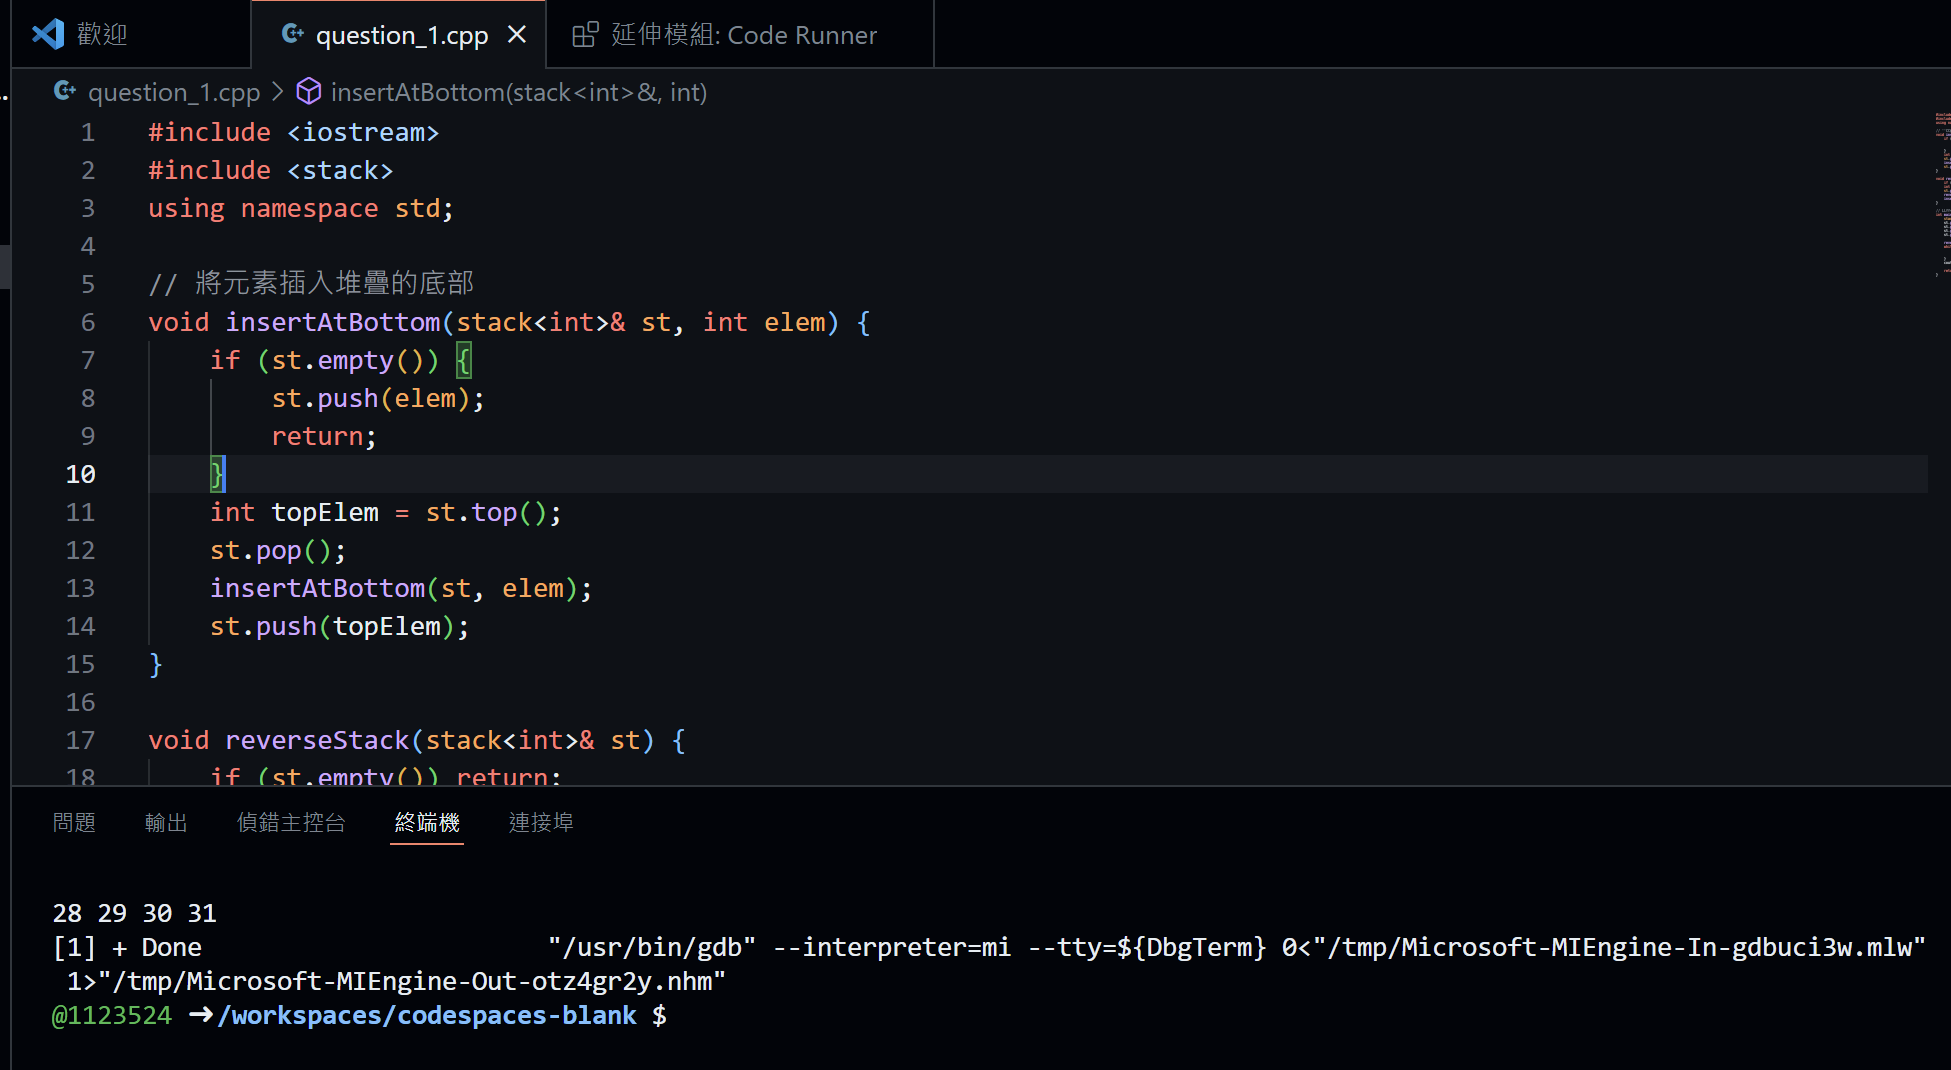 歡迎
question_1.cpp
延伸模組: Code Runner
question_1.cpp > insertAtBottom(stack<int>&, int)
1 #include <iostream>
2 #include <stack>
3 using namespace std;
4
5 // 將元素插入堆疊的底部
6 void insertAtBottom(stack<int>& st, int elem) {
7 if (st.empty()) {
8 st.push(elem);
9 return;
10 }
11 int topElem = st.top();
12 st.pop();
13 insertAtBottom(st, elem);
14 st.push(topElem);
15 }
16
17 void reverseStack(stack<int>& st) {
18 if (st.empty()) return;
問題 輸出 偵錯主控台 終端機 連接埠
28 29 30 31
[1] + Done "/usr/bin/gdb" --interpreter=mi --tty=${DbgTerm} 0<"/tmp/Microsoft-MIEngine-In-gdbuci3w.mlw"
1>"/tmp/Microsoft-MIEngine-Out-otz4gr2y.nhm"
@1123524 ➜/workspaces/codespaces-blank $